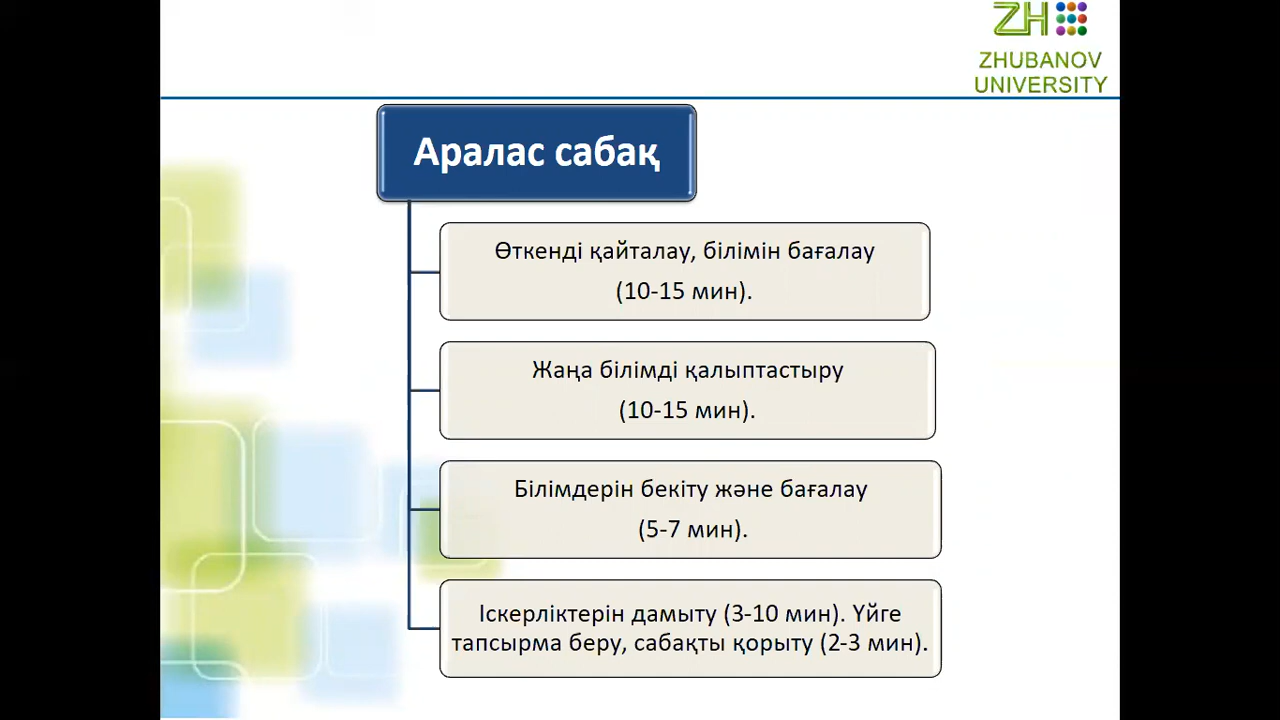 ZH
ZHUBANOV
UNIVERSITY
Аралас сабақ
Өткенді қайталау, білімін бағалау
(10-15 мин).
Жаңа білімді қалыптастыру
(10-15 мин).
Білімдерін бекіту және бағалау
(5-7 мин).
Іскерліктерін дамыту (3-10 мин). Үйге
тапсырма беру, сабақты қорыту (2-3 мин).